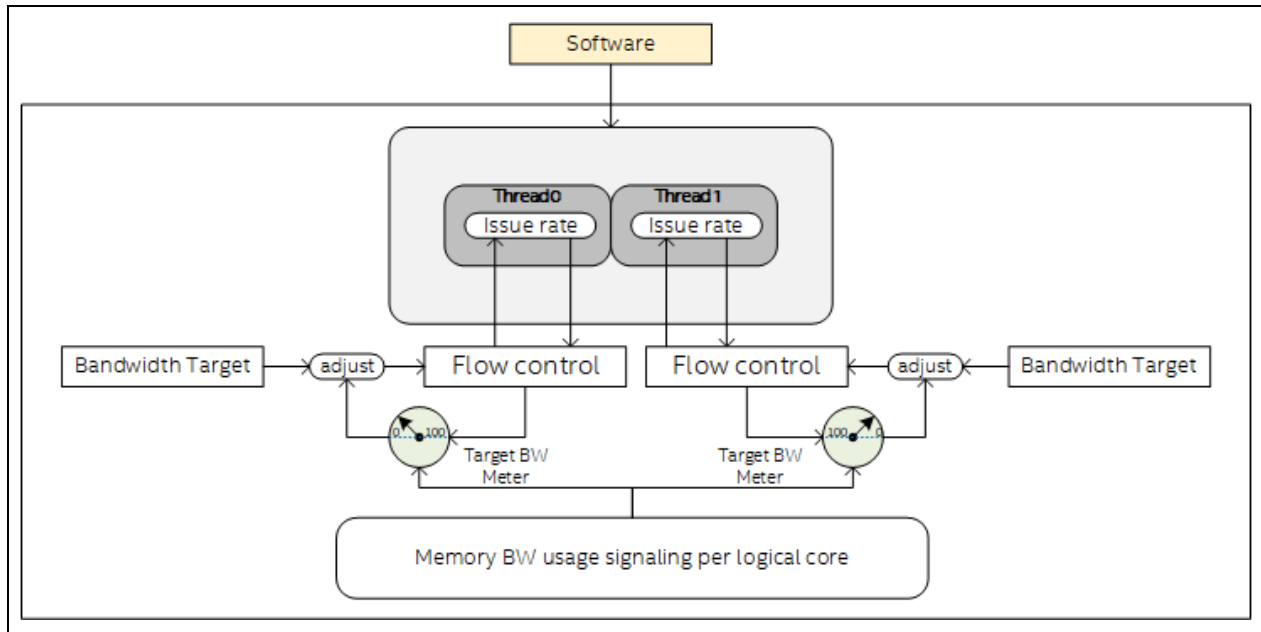 Software
Thread0
Thread1
Issue rate
Issue rate
Bandwidth Target
adjust
Flow control
Flow control
adjust
Bandwidth Target
0
100
100
0
Target BW
Meter
Target BW
Meter
Memory BW usage signaling per logical core